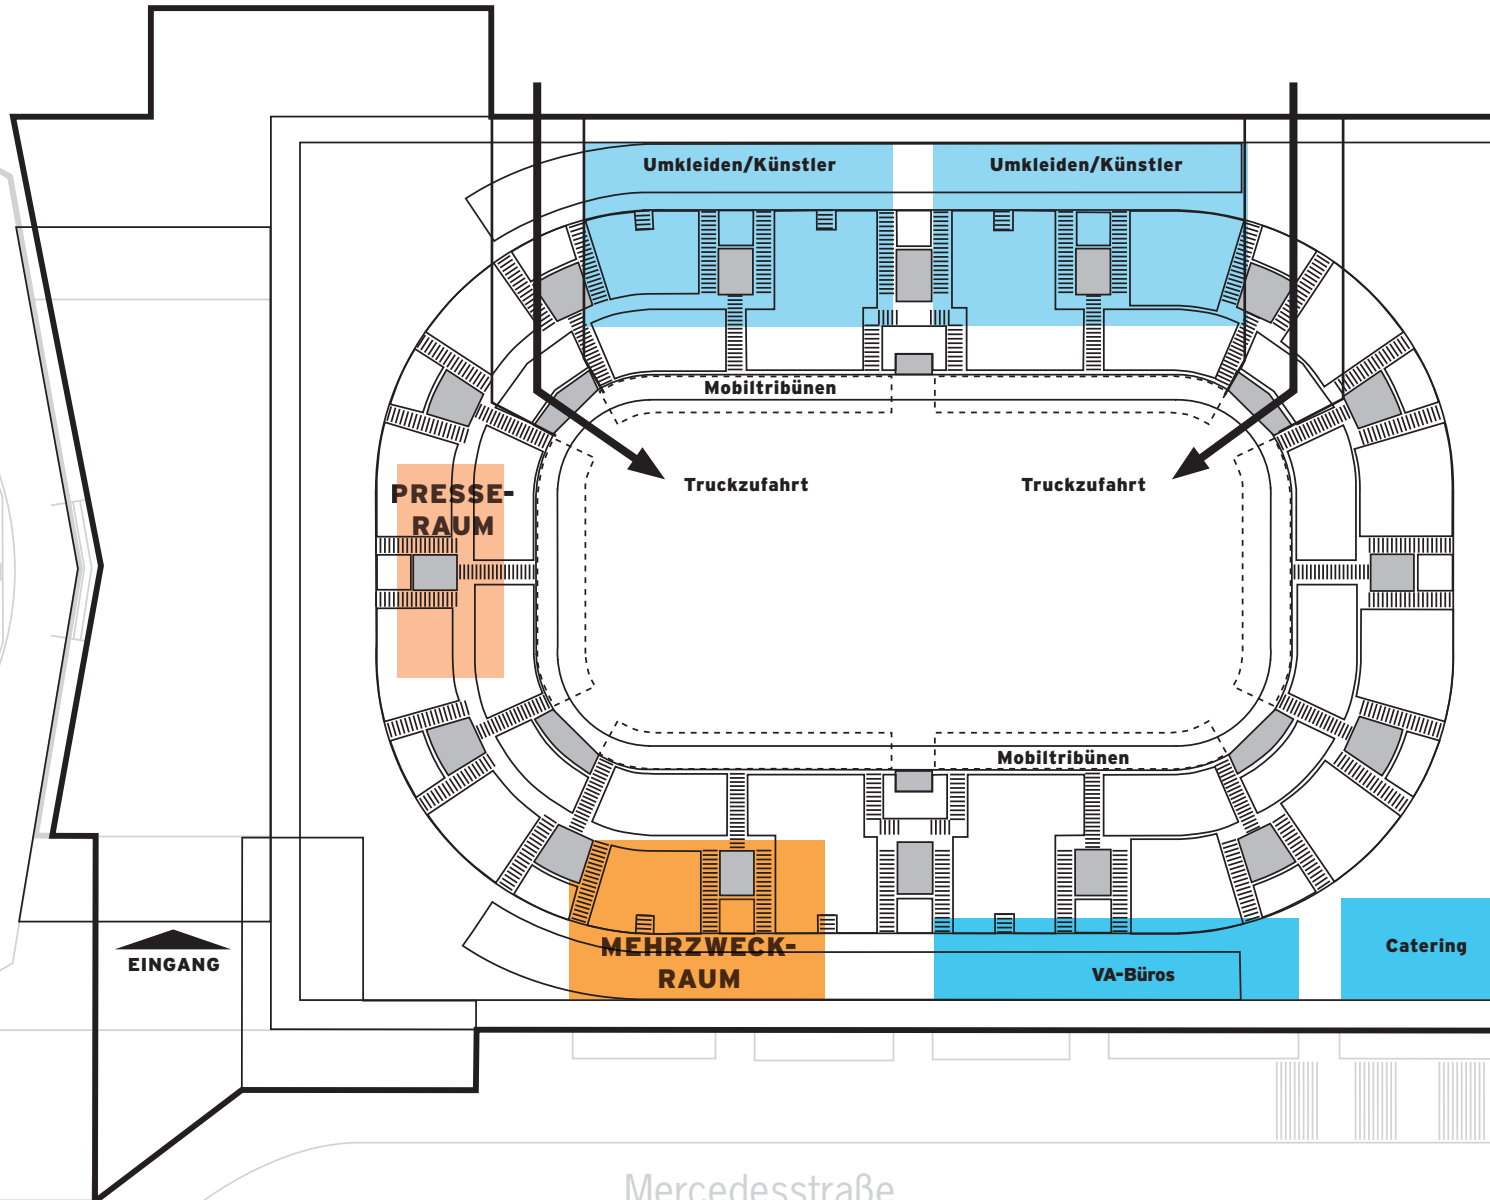 Umkleiden/Künstler
Umkleiden/Künstler
Mobiltribünen
Truckzufahrt
Truckzufahrt
PRESSE-
RAUM
Mobiltribünen
MEHRZWECK-
RAUM
VA-Büros
Catering
EINGANG
Mercedesstraße